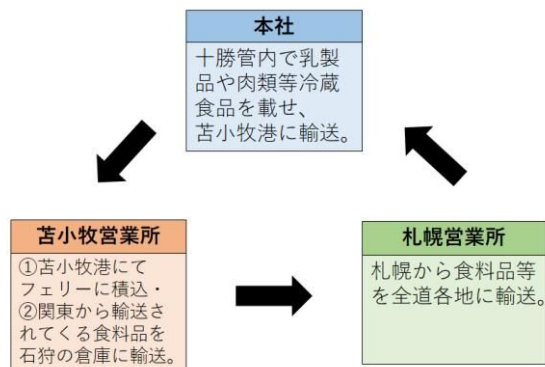 本社
十勝管内で乳製
品や肉類等冷蔵
食品を載せ、
苫小牧港に輸送。
苫小牧営業所
①苫小牧港にて
フェリーに積込・
②関東から輸送さ
れてくる食料品を
石狩の倉庫に輸送。
札幌営業所
札幌から食料品等
を全道各地に輸送。